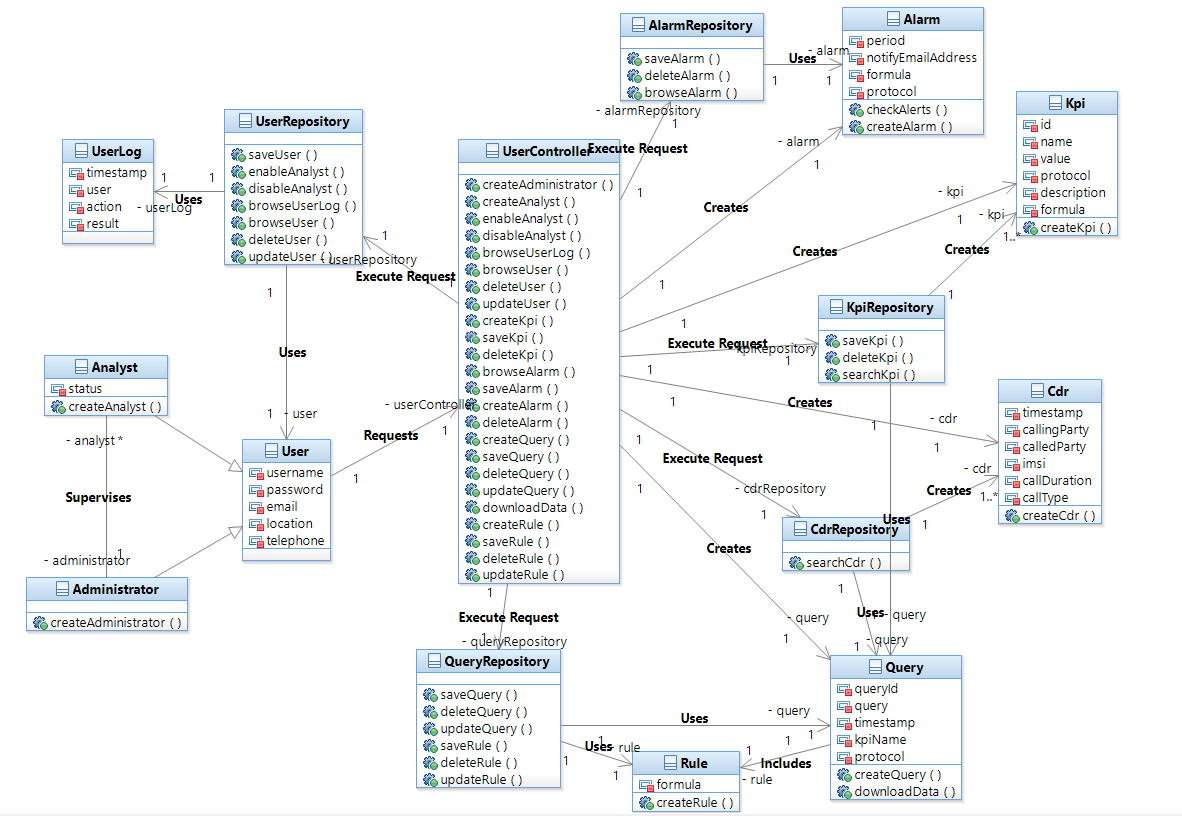 AlarmRepository
saveAlarm ( )
deleteAlarm ( )
browseAlarm ( )
- alarmRepository
1
Execute Request
1
Uses
- alarm
1
1
Alarm
period
notifyEmailAddress
formula
protocol
checkAlerts ( )
createAlarm ( )
- alarm
1
Creates
1
Kpi
id
name
value
protocol
description
formula
createKpi ( )
- kpi
1
Creates
1
- kpi
1..*
Creates
1
UserRepository
saveUser ( )
enableAnalyst ( )
disableAnalyst ( )
browseUserLog ( )
browseUser ( )
deleteUser ( )
updateUser ( )
UserLog
timestamp
user
action
result
1
1
Uses
- userLog
1
- userRepository
Execute Request
1
UserController
createAdministrator ( )
createAnalyst ( )
enableAnalyst ( )
disableAnalyst ( )
browseUserLog ( )
browseUser ( )
deleteUser ( )
updateUser ( )
createKpi ( )
saveKpi ( )
deleteKpi ( )
browseAlarm ( )
saveAlarm ( )
createAlarm ( )
deleteAlarm ( )
createQuery ( )
saveQuery ( )
deleteQuery ( )
updateQuery ( )
downloadData ( )
createRule ( )
saveRule ( )
deleteRule ( )
updateRule ( )
KpiRepository
saveKpi ( )
deleteKpi ( )
searchKpi ( )
Execute Request
- kpiRepository
1
1
1
Uses
1
- user
Analyst
status
createAnalyst ( )
- analyst *
Supervises
1
- administrator
Administrator
createAdministrator ( )
User
username
password
email
location
telephone
- userController
Requests
1
1
1
Creates
1
- cdr
1
Cdr
timestamp
callingParty
calledParty
imsi
callDuration
callType
createCdr ( )
- cdr
1..*
Creates
1
1
Execute Request
- cdrRepository
1
CdrRepository
searchCdr ( )
Uses
- query
1
Uses
1
- query
1
Creates
- query
1
1
Execute Request
1
- queryRepository
QueryRepository
saveQuery ( )
deleteQuery ( )
updateQuery ( )
saveRule ( )
deleteRule ( )
updateRule ( )
Uses
- query
1
1
Uses
- rule
1
1
Rule
formula
createRule ( )
1
1
Includes
- rule
Query
queryId
query
timestamp
kpiName
protocol
createQuery ( )
downloadData ( )